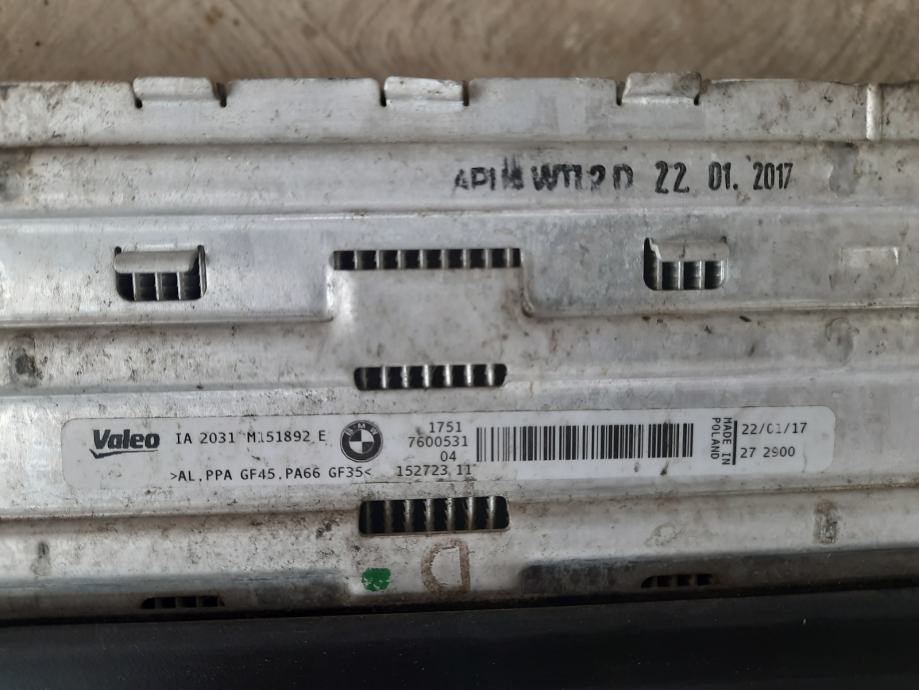 22 01. 2017
Valeo IA 2031 M151892 E
>AL,PPA GF45,PA66 GF35<
BMW
1751
7600531
04
152723 11
MADE IN
POLAND
22/01/17
27 2900
D